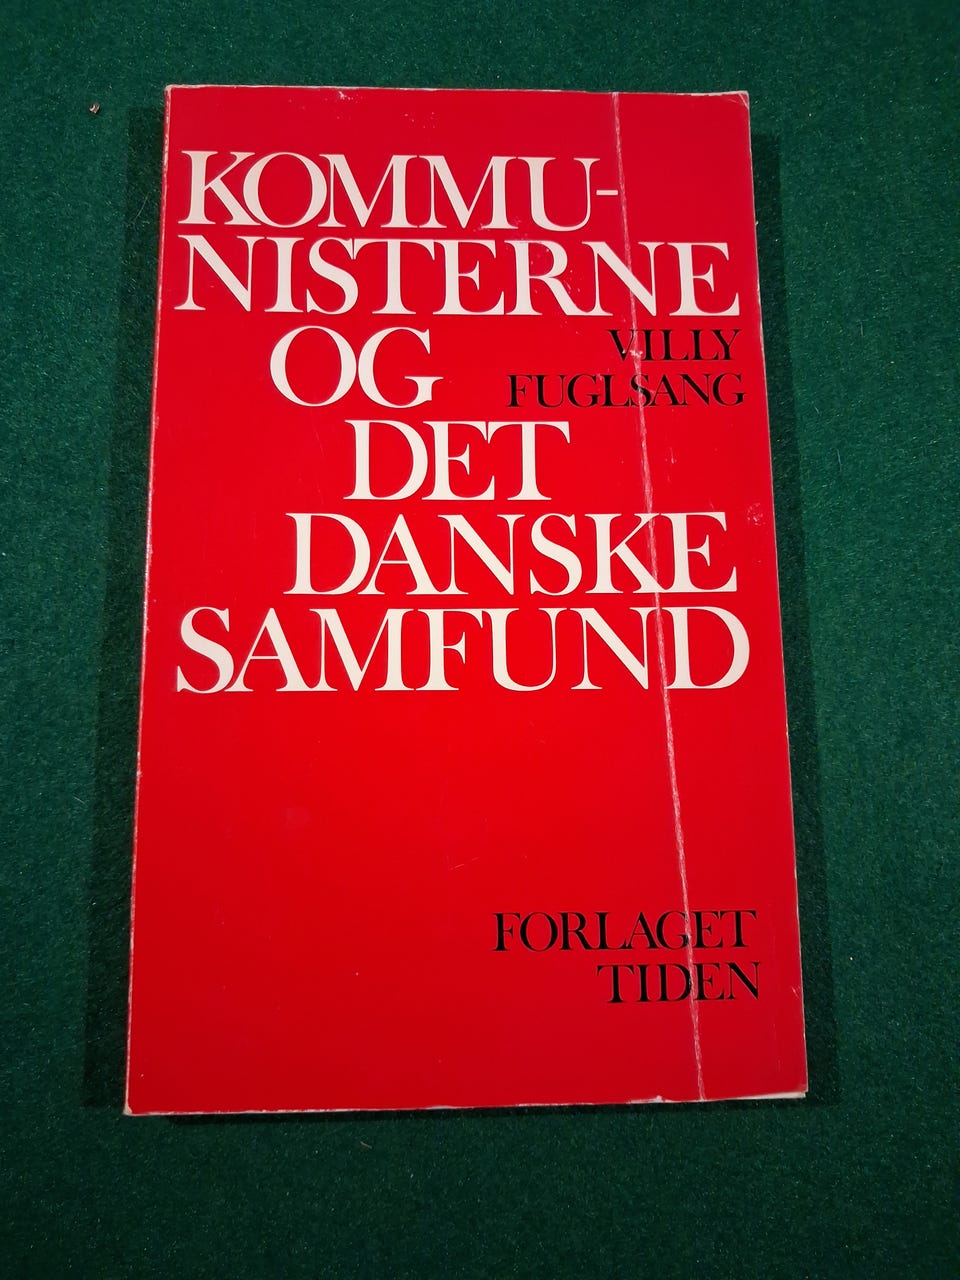 KOMMU-
NISTERNE
OG
VILLY
FUGLSANG
DET
DANSKE
SAMFUND
FORLAGET
TIDEN